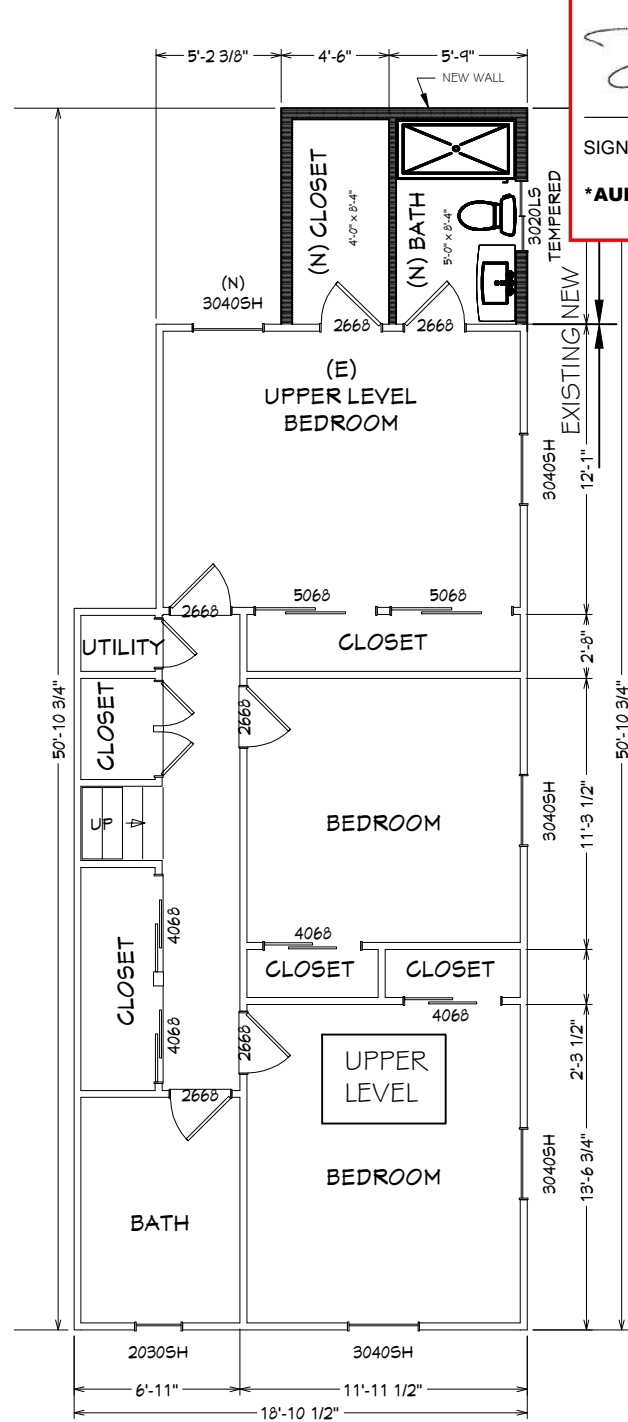 5'-2 3/8" 4'-6" 5'-9"
NEW WALL
SIGN
*AU
(N) CLOSET
4'-0" x 8'-4"
(N) BATH
5'-0" x 8'-4"
3020LS
TEMPERED
(N)
3040SH
2668 2668
EXISTING NEW
(E)
UPPER LEVEL
BEDROOM
3040SH
12'-1"
2668
5068 5068
UTILITY
CLOSET
2'-8"
CLOSET
2668
50'-10 3/4"
50'-10 3/4"
UP
BEDROOM
3040SH
11'-3 1/2"
4068
CLOSET
4068
4068
CLOSET CLOSET
4068
2'-3 1/2"
2668
UPPER
LEVEL
2668
BEDROOM
3040SH
13'-6 3/4"
BATH
2030SH 3040SH
6'-11" 11'-11 1/2"
18'-10 1/2"